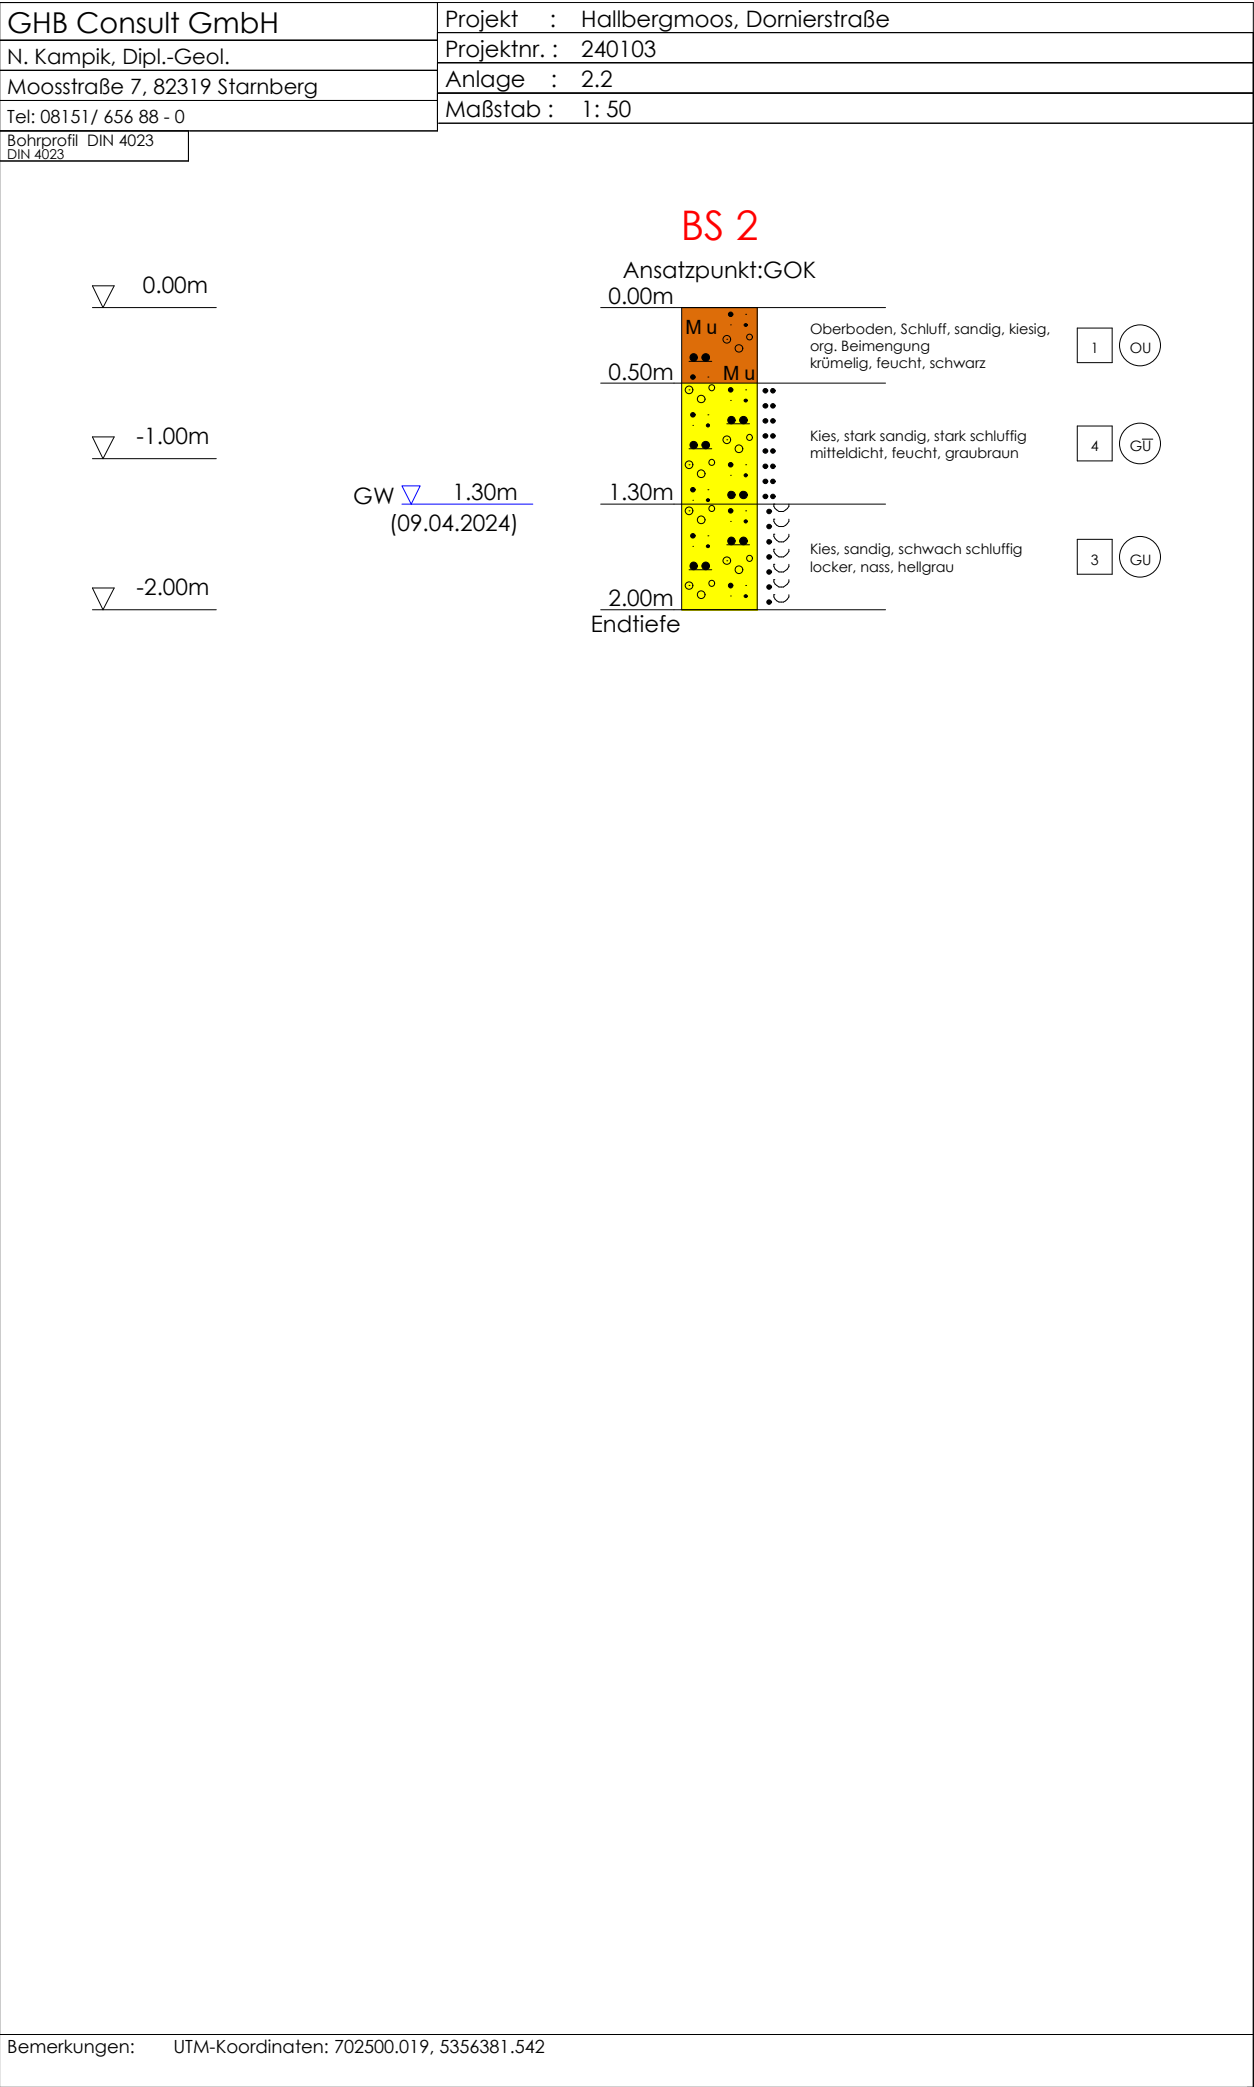 GHB Consult GmbH
N. Kampik, Dipl.-Geol.
Moosstraße 7, 82319 Starnberg
Tel: 08151/ 656 88 - 0
Projekt : Hallbergmoos, Dornierstraße
Projektnr. : 240103
Anlage : 2.2
Maßstab : 1: 50
Bohrprofil DIN 4023
DIN 4023
BS 2
Ansatzpunkt:GOK
0.00m
0.00m
Mu
Oberboden, Schluff, sandig, kiesig,
org. Beimengung
krümelig, feucht, schwarz
1 OU
0.50m
Mu
-1.00m
Kies, stark sandig, stark schluffig
mitteldicht, feucht, graubraun
4 GU̅
GW 1.30m
(09.04.2024)
1.30m
Kies, sandig, schwach schluffig
locker, nass, hellgrau
3 GU
-2.00m
2.00m
Endtiefe
Bemerkungen: UTM-Koordinaten: 702500.019, 5356381.542